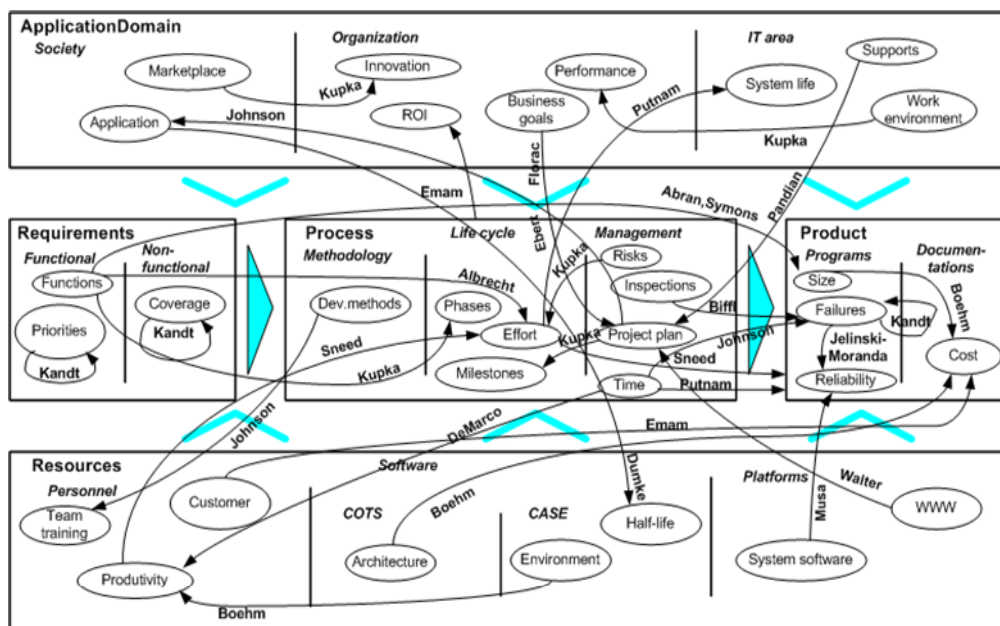 ApplicationDomain
Society
Organization
IT area
Marketplace
Kupka
Innovation
Performance
Putnam
System life
Supports
Application
Johnson
ROI
Business
goals
Work
environment
Kupka
Emam
Florac
Pandian
Abran,Symons
Requirements
Functional
Non-
functional
Functions
Coverage
Priorities
Kandt
Kandt
Process
Life cycle
Management
Methodology
Ebert
Kupka
Risks
Albrecht
Inspections
Dev.methods
Phases
Effort
Kupka
Project plan
Biffl
Sneed
Milestones
Sneed
Johnson
Kupka
Time
Putnam
Product
Programs
Documen-
tations
Size
Failures
Boehm
Kandt
Jelinski-
Moranda
Cost
Reliability
Johnson
DeMarco
Emam
Resources
Personnel
Software
Platforms
Team
training
Customer
COTS
Boehm
CASE
Dumke
Half-life
Musa
Walter
WWW
Architecture
Environment
System software
Produtivity
Boehm